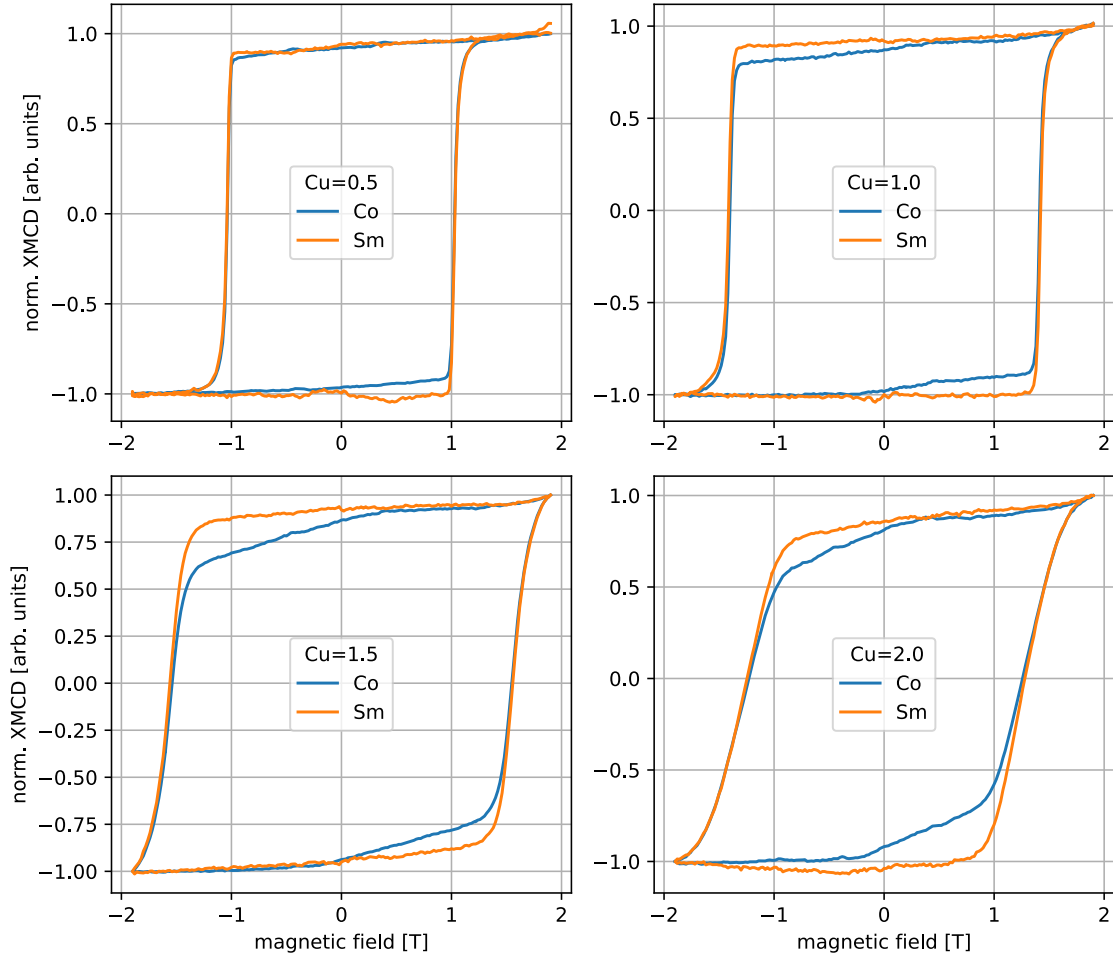 norm. XMCD [arb. units]
1.0
0.5
0.0
−0.5
−1.0
−2
−1
0
1
2
Cu=0.5
Co
Sm
1.0
0.5
0.0
−0.5
−1.0
−2
−1
0
1
2
Cu=1.0
Co
Sm
norm. XMCD [arb. units]
1.00
0.75
0.50
0.25
0.00
−0.25
−0.50
−0.75
−1.00
−2
−1
0
1
2
magnetic field [T]
Cu=1.5
Co
Sm
1.0
0.5
0.0
−0.5
−1.0
−2
−1
0
1
2
magnetic field [T]
Cu=2.0
Co
Sm